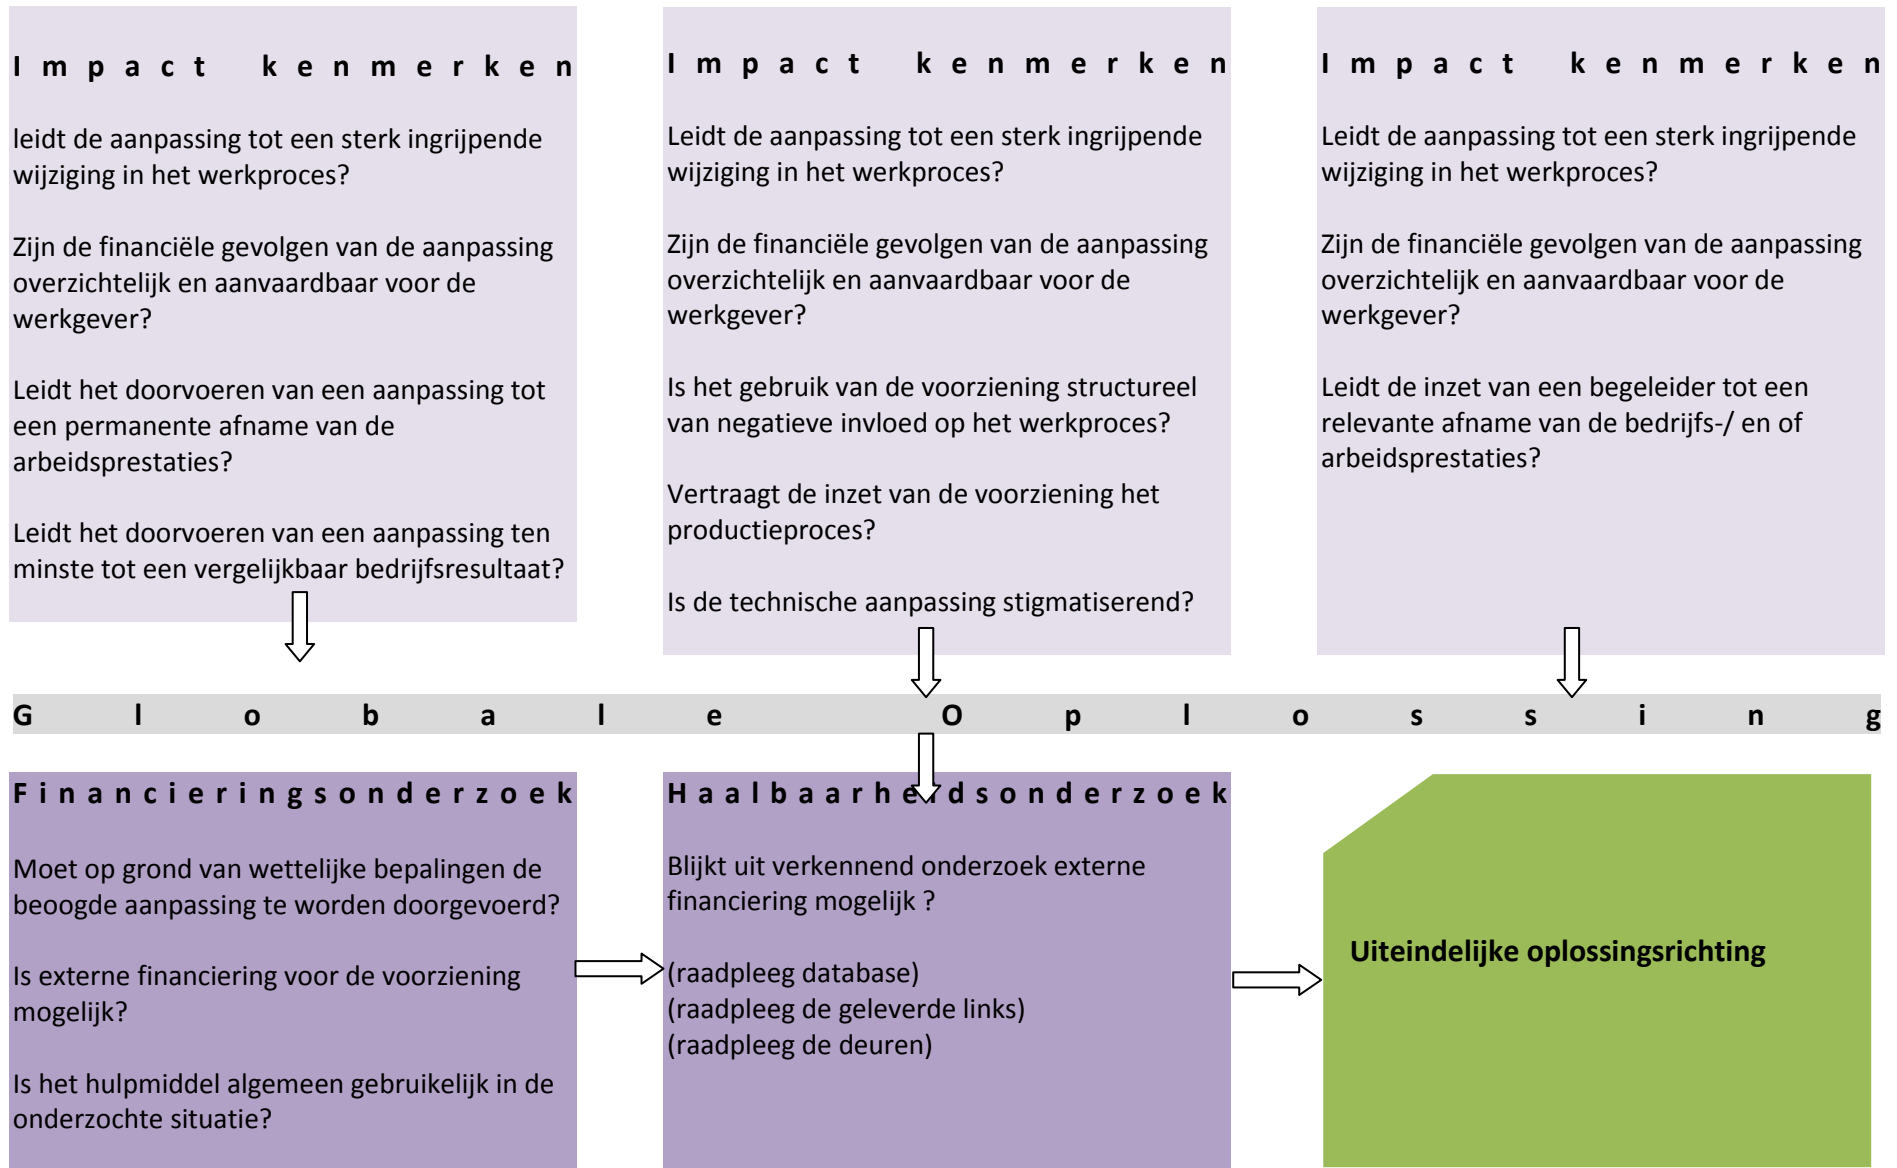 Impact kenmerken
leidt de aanpassing tot een sterk ingrijpende
wijziging in het werkproces?
Zijn de financiële gevolgen van de aanpassing
overzichtelijk en aanvaardbaar voor de
werkgever?
Leidt het doorvoeren van een aanpassing tot
een permanente afname van de
arbeidsprestaties?
Leidt het doorvoeren van een aanpassing ten
minste tot een vergelijkbaar bedrijfsresultaat?
Impact kenmerken
Leidt de aanpassing tot een sterk ingrijpende
wijziging in het werkproces?
Zijn de financiële gevolgen van de aanpassing
overzichtelijk en aanvaardbaar voor de
werkgever?
Is het gebruik van de voorziening structureel
van negatieve invloed op het werkproces?
Vertraagt de inzet van de voorziening het
productieproces?
Is de technische aanpassing stigmatiserend?
Impact kenmerken
Leidt de aanpassing tot een sterk ingrijpende
wijziging in het werkproces?
Zijn de financiële gevolgen van de aanpassing
overzichtelijk en aanvaardbaar voor de
werkgever?
Leidt de inzet van een begeleider tot een
relevante afname van de bedrijfs-/ en of
arbeidsprestaties?
Globale Oplossing
Financieringsonderzoek
Moet op grond van wettelijke bepalingen de
beoogde aanpassing te worden doorgevoerd?
Is externe financiering voor de voorziening
mogelijk?
Is het hulpmiddel algemeen gebruikelijk in de
onderzochte situatie?
Haalbaarheidsonderzoek
Blijkt uit verkennend onderzoek externe
financiering mogelijk ?
(raadpleeg database)
(raadpleeg de geleverde links)
(raadpleeg de deuren)
Uiteindelijke oplossingsrichting